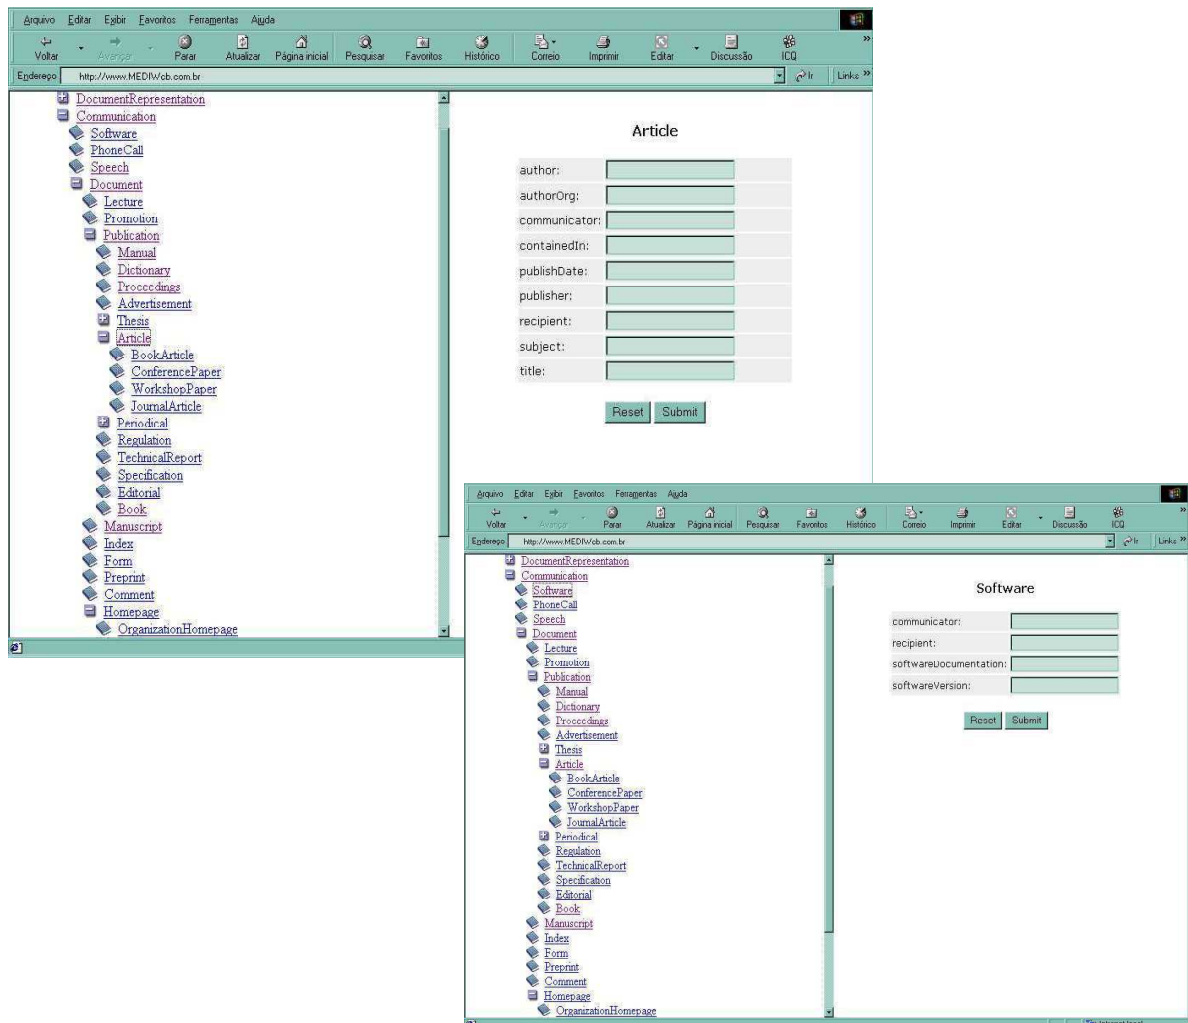 Arquivo Editar Exibir Favoritos Ferramentas Ajuda
Voltar Avançar Parar Atualizar Página inicial Pesquisar Favoritos Histórico Correio Imprimir Editar Discussão ICQ »
Endereço http://www.MEDIWeb.com.br Ir Links »
DocumentRepresentation
Communication
Software
PhoneCall
Speech
Document
Lecture
Promotion
Publication
Manual
Dictionary
Proceedings
Advertisement
Thesis
Article
BookArticle
ConferencePaper
WorkshopPaper
JournalArticle
Periodical
Regulation
TechnicalReport
Specification
Editorial
Book
Manuscript
Index
Form
Preprint
Comment
Homepage
OrganizationHomepage
Article
author:
authorOrg:
communicator:
containedIn:
publishDate:
publisher:
recipient:
subject:
title:
Reset Submit
Arquivo Editar Exibir Favoritos Ferramentas Ajuda
Voltar Avançar Parar Atualizar Página inicial Pesquisar Favoritos Histórico Correio Imprimir Editar Discussão ICQ »
Endereço http://www.MEDIWeb.com.br Ir Links »
DocumentRepresentation
Communication
Software
PhoneCall
Speech
Document
Lecture
Promotion
Publication
Manual
Dictionary
Proceedings
Advertisement
Thesis
Article
BookArticle
ConferencePaper
WorkshopPaper
JournalArticle
Periodical
Regulation
TechnicalReport
Specification
Editorial
Book
Manuscript
Index
Form
Preprint
Comment
Homepage
OrganizationHomepage
Software
communicator:
recipient:
softwareDocumentation:
softwareVersion:
Reset Submit